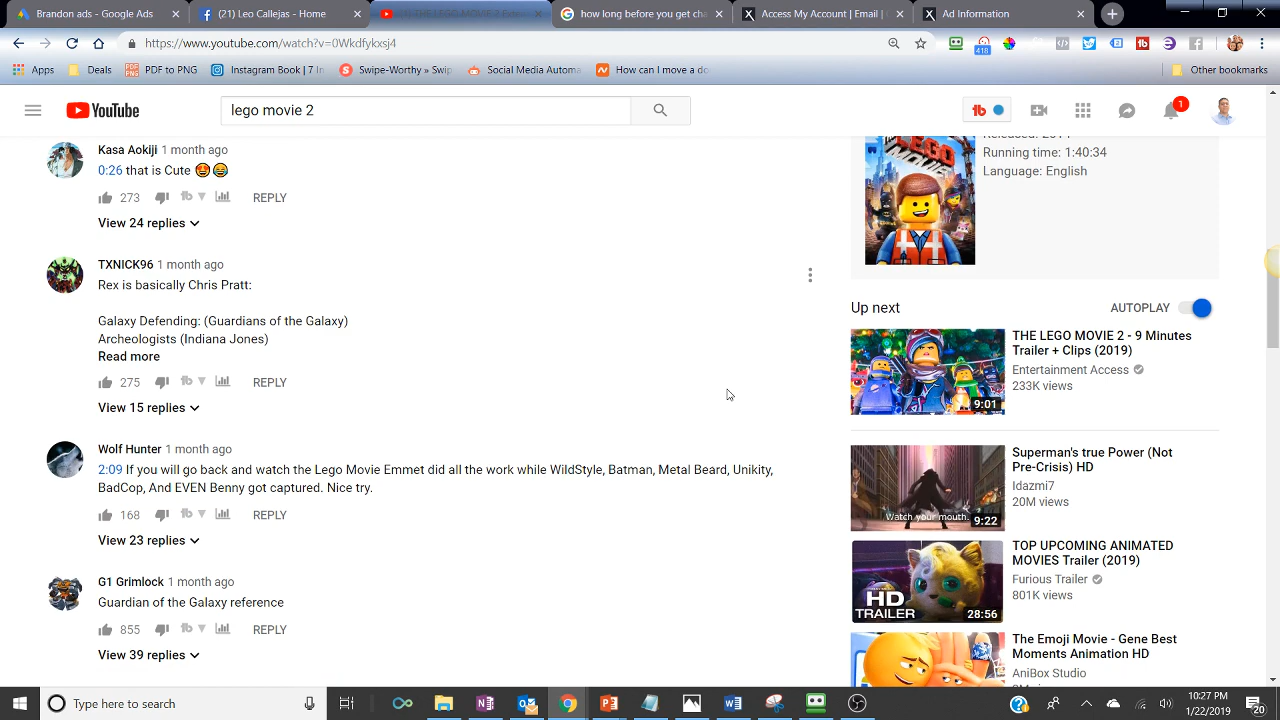 Brandon ads - Google Ads
(21) Leo Callejas - Home
how long before you get cha
Access My Account | Email | C
Ad Information
https://www.youtube.com/watch?v=0Wkdfykxsj4
418
Apps
Deals
PDF to PNG
Instagram Book | 7 In
Swipe-Worthy » Swip
Social Media Automa
How can I move a do
Other bookmarks
YouTube
lego movie 2
1
Kasa Aokiji 1 month ago
0:26 that is Cute 😍😂
273
REPLY
View 24 replies
TXNICK96 1 month ago
Rex is basically Chris Pratt:
Galaxy Defending: (Guardians of the Galaxy)
Archeologist (Indiana Jones)
Read more
275
REPLY
View 15 replies
Wolf Hunter 1 month ago
2:09 If you will go back and watch the Lego Movie Emmet did all the work while WildStyle, Batman, Metal Beard, Unikity,
BadCop, And EVEN Benny got captured. Nice try.
168
REPLY
View 23 replies
G1 Grimlock 1 month ago
Guardian of the Galaxy reference
855
REPLY
View 39 replies
Running time: 1:40:34
Language: English
Up next
AUTOPLAY
THE LEGO MOVIE 2 - 9 Minutes
Trailer + Clips (2019)
Entertainment Access
233K views
9:01
Superman's true Power (Not
Pre-Crisis) HD
Idazmi7
20M views
Watch your mouth.
9:22
TOP UPCOMING ANIMATED
MOVIES Trailer (2019)
Furious Trailer
801K views
HD
TRAILER
28:56
The Emoji Movie - Gene Best
Moments Animation HD
AniBox Studio
Type here to search
10:27 PM
1/22/2019
20